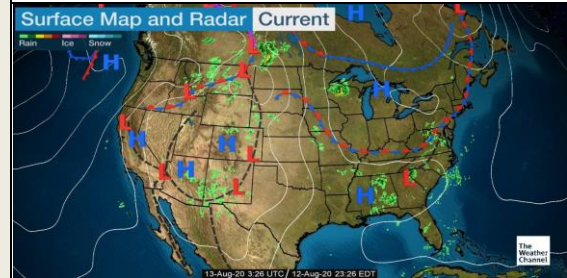 Surface Map and Radar Current
Rain Ice Snow
L
H
L
H
L
L
L
H
L
H
H
L
L
H
L
H
L
L
The
Weather
Channel
13-Aug-20 3:26 UTC / 12-Aug-20 23:26 EDT